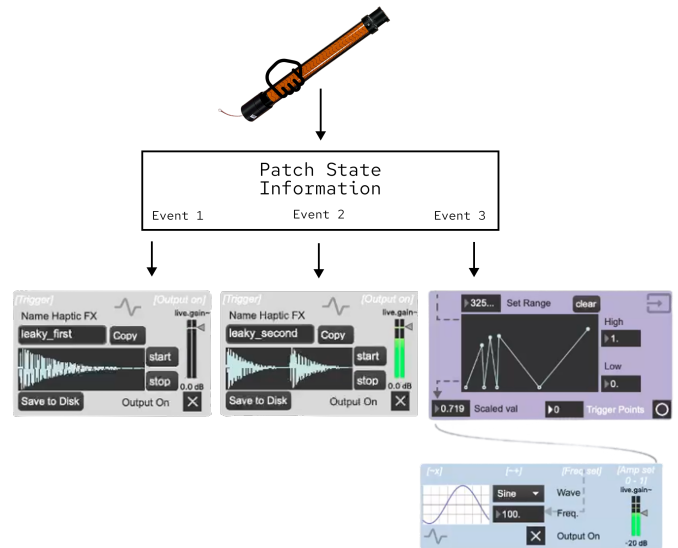 Patch State
Information
Event 1
Event 2
Event 3
[Trigger]
[Output on]
Name Haptic FX
live.gain~
leaky_first
Copy
start
stop
0.0 dB
Save to Disk
Output On
[Trigger]
[Output on]
Name Haptic FX
live.gain~
leaky_second
Copy
start
stop
0.0 dB
Save to Disk
Output On
325...
Set Range
clear
High
1.
Low
0.
0.719
Scaled val
0
Trigger Points
[~x]
[~+]
[Freq sel]
[Amp sel
0 - 1]
live.gain~
Sine
Wave
100.
Freq.
Output On
-20 dB